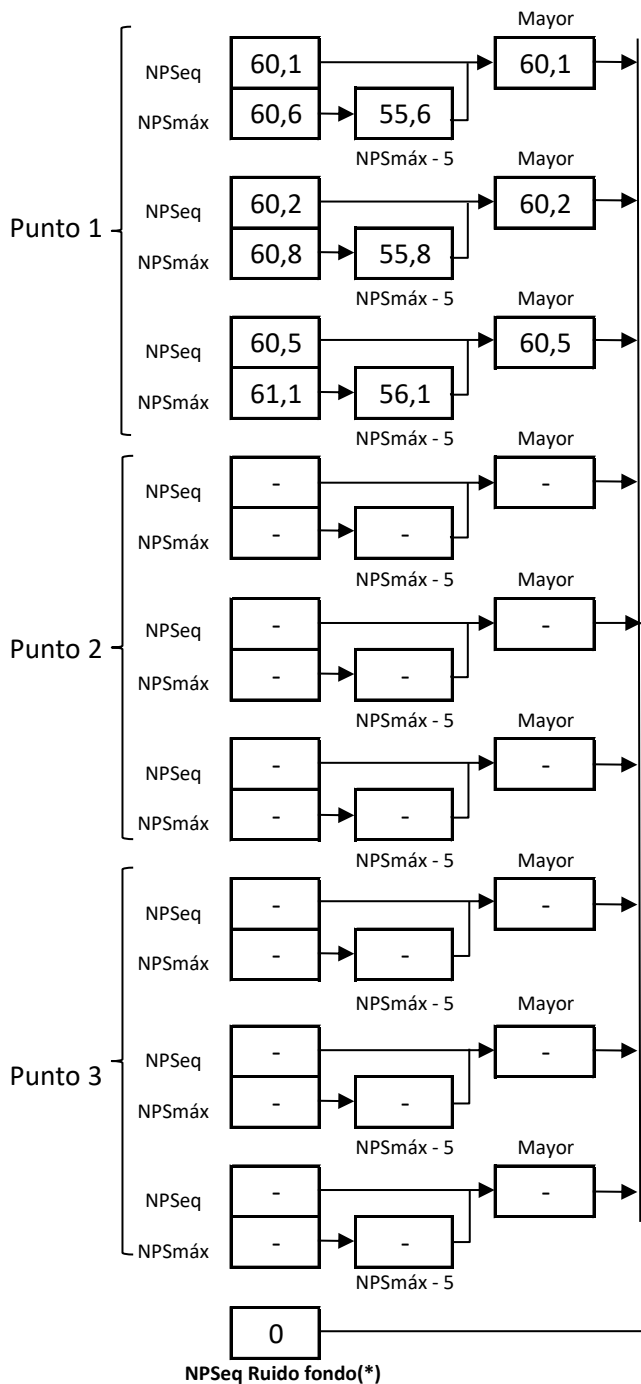 Mayor
NPSeq 60,1 60,1
NPSmáx 60,6 55,6
NPSmáx - 5 Mayor
Punto 1
NPSeq 60,2 60,2
NPSmáx 60,8 55,8
NPSmáx - 5 Mayor
NPSeq 60,5 60,5
NPSmáx 61,1 56,1
NPSmáx - 5 Mayor
NPSeq - -
NPSmáx - -
NPSmáx - 5 Mayor
Punto 2
NPSeq - -
NPSmáx - -
NPSmáx - 5 Mayor
NPSeq - -
NPSmáx - -
NPSmáx - 5 Mayor
NPSeq - -
NPSmáx - -
NPSmáx - 5 Mayor
Punto 3
NPSeq - -
NPSmáx - -
NPSmáx - 5 Mayor
NPSeq - -
NPSmáx - -
NPSmáx - 5
0
NPSeq Ruido fondo(*)